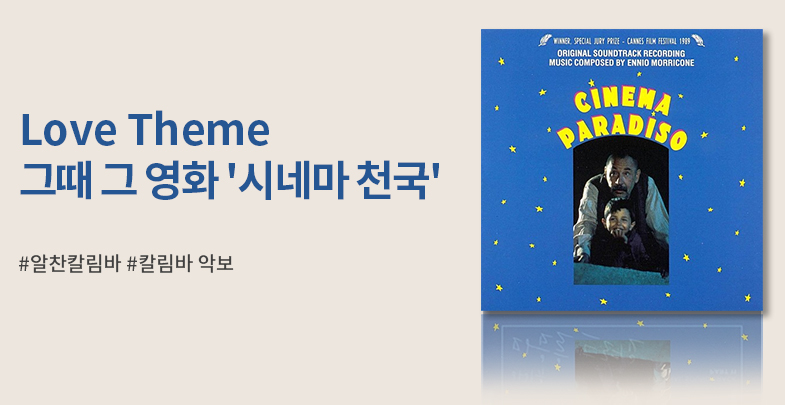 Love Theme
그때 그 영화 '시네마 천국'
#알찬칼림바 #칼림바 악보
WINNER, SPECIAL JURY PRIZE - CANNES FILM FESTIVAL 1989
ORIGINAL SOUNDTRACK RECORDING
MUSIC COMPOSED BY ENNIO MORRICONE
CINEMA
PARADISO